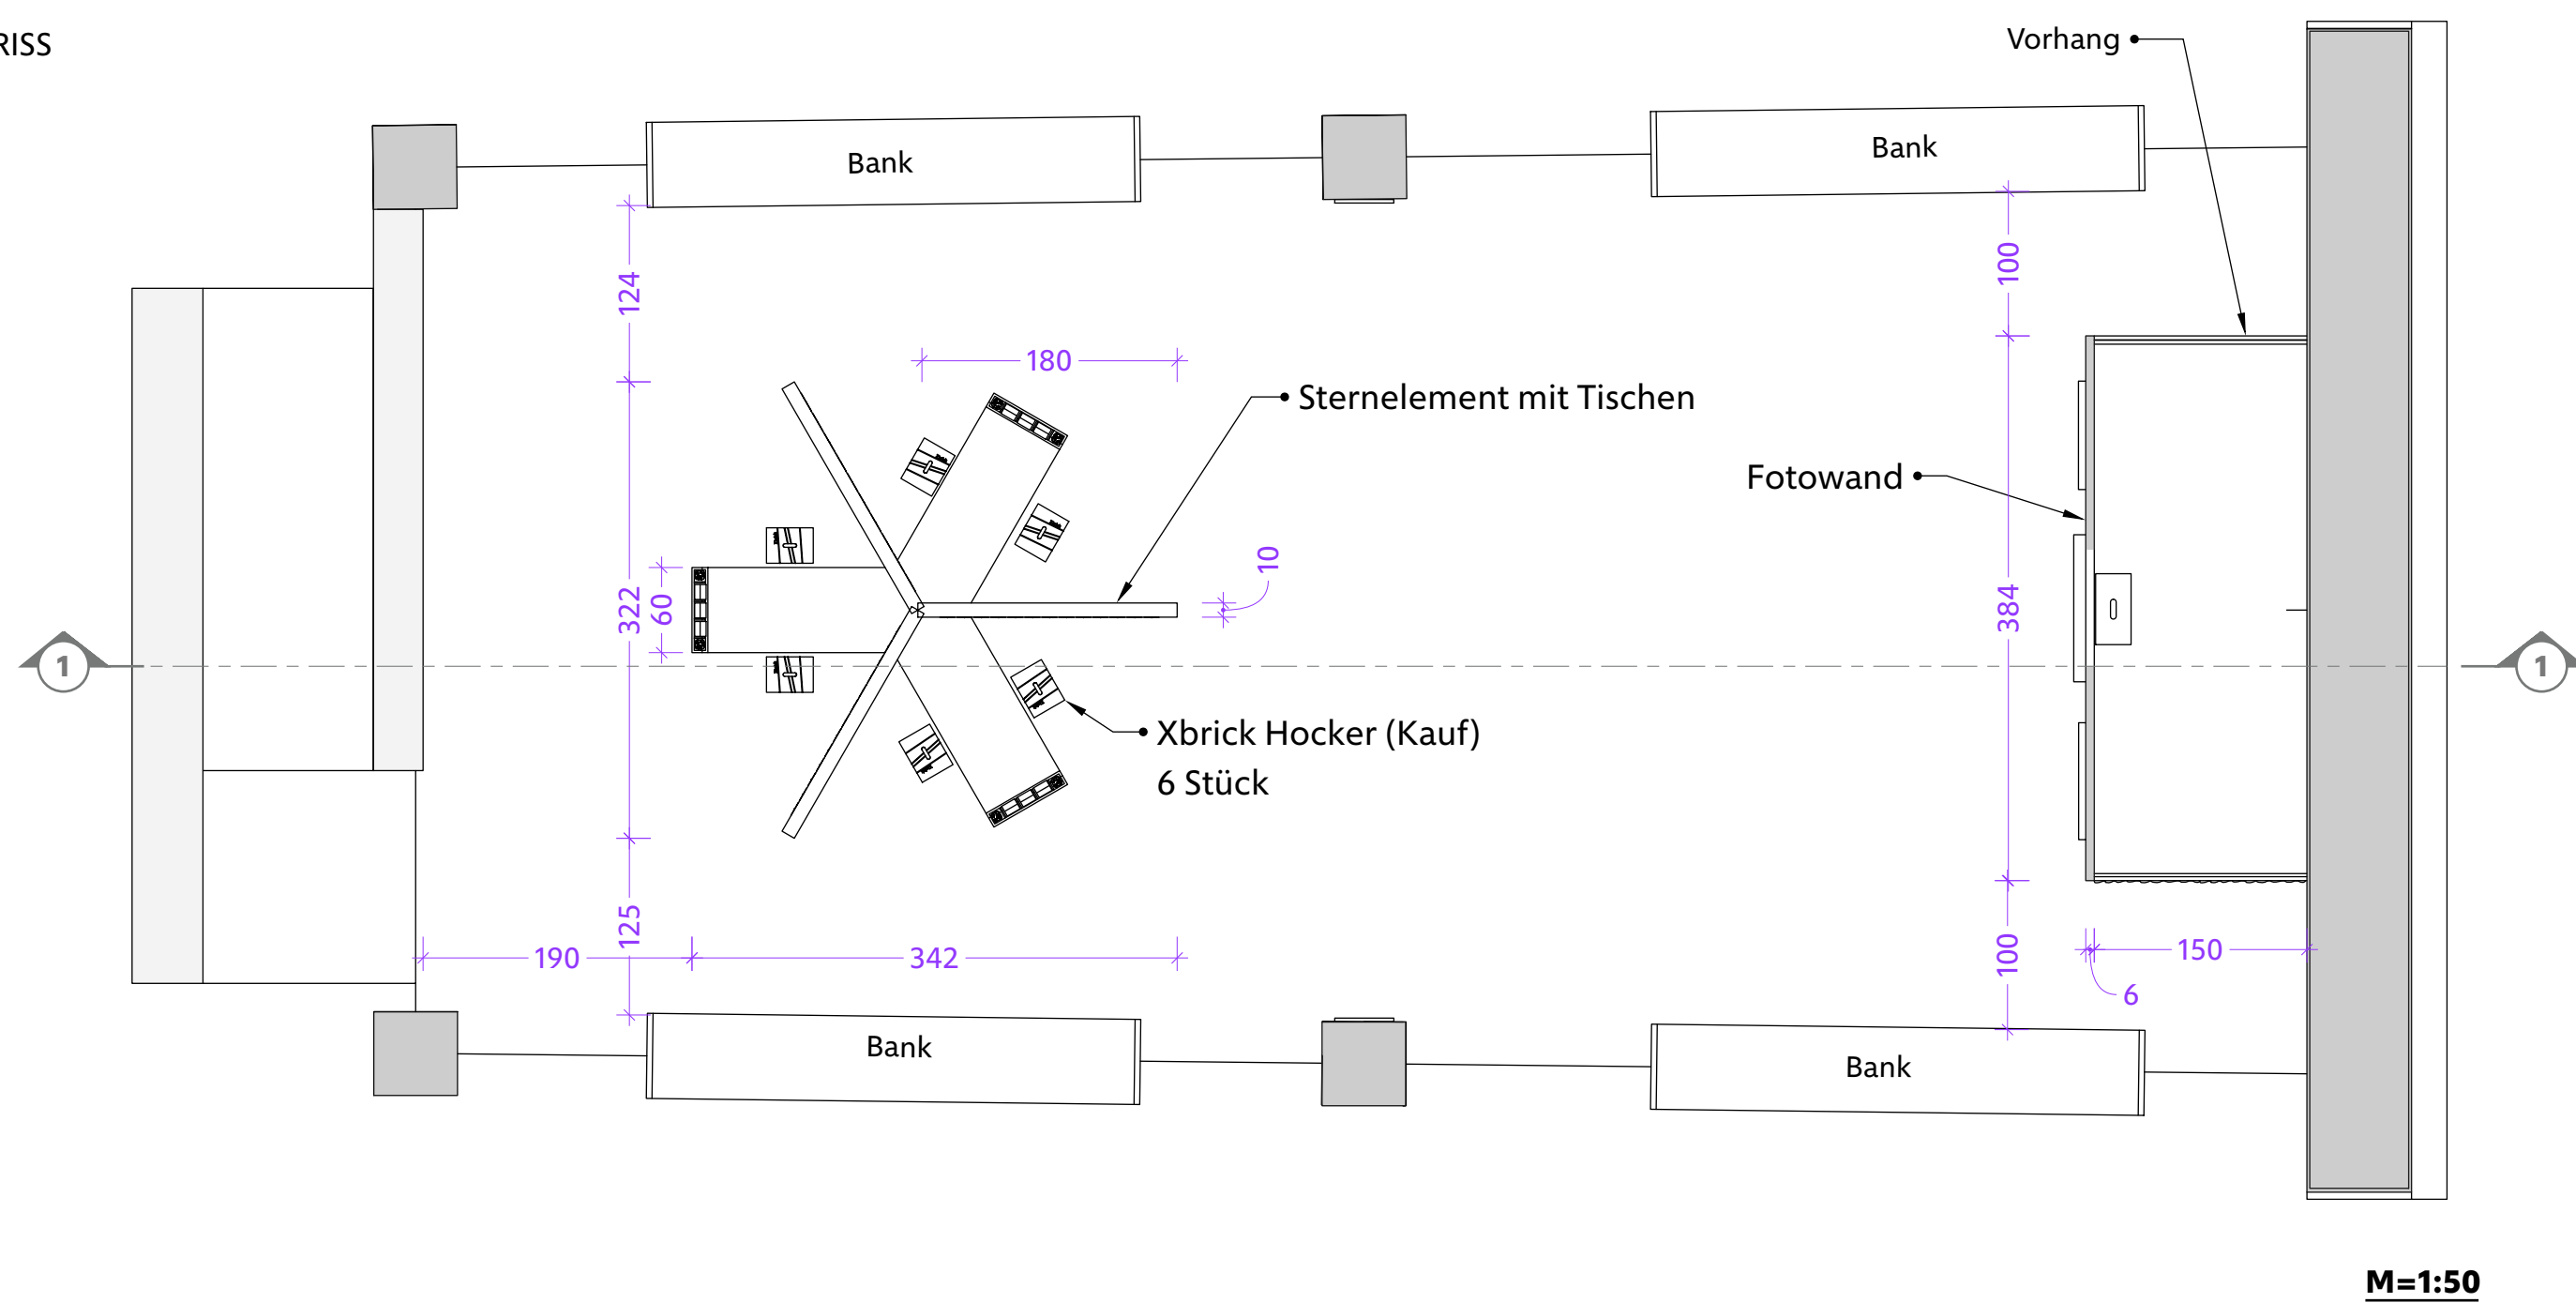 RISS
Vorhang
Bank
Bank
124
100
180
Sternelement mit Tischen
Fotowand
10
322
60
384
1
1
Xbrick Hocker (Kauf)
6 Stück
125
190
342
100
150
6
Bank
Bank
M=1:50